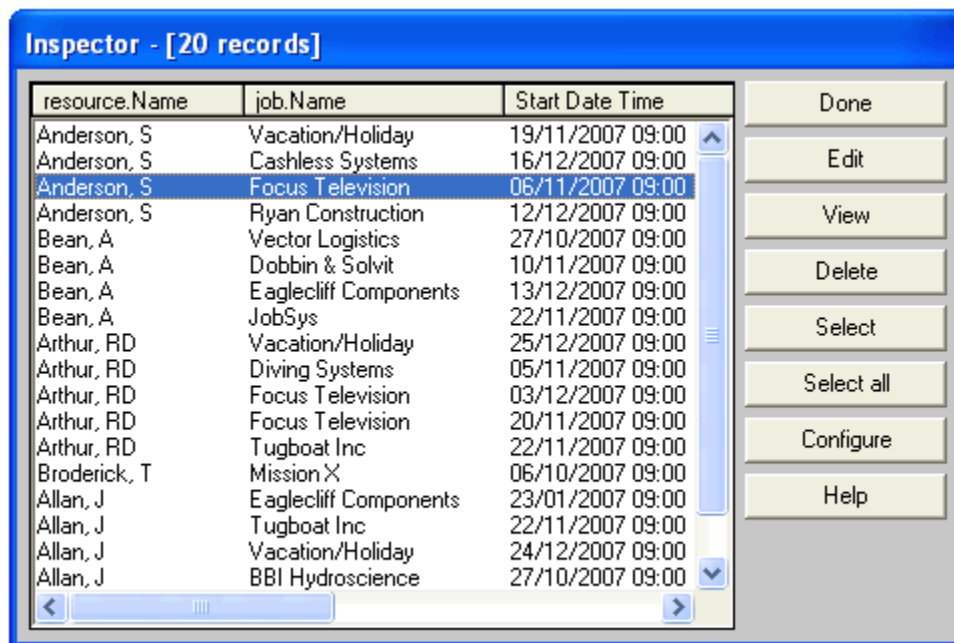 Inspector - [20 records]
resource.Name job.Name Start Date Time
Anderson, S Vacation/Holiday 19/11/2007 09:00
Anderson, S Cashless Systems 16/12/2007 09:00
Anderson, S Focus Television 06/11/2007 09:00
Anderson, S Ryan Construction 12/12/2007 09:00
Bean, A Vector Logistics 27/10/2007 09:00
Bean, A Dobbin & Solvit 10/11/2007 09:00
Bean, A Eaglecliff Components 13/12/2007 09:00
Bean, A JobSys 22/11/2007 09:00
Arthur, RD Vacation/Holiday 25/12/2007 09:00
Arthur, RD Diving Systems 05/11/2007 09:00
Arthur, RD Focus Television 03/12/2007 09:00
Arthur, RD Focus Television 20/11/2007 09:00
Arthur, RD Tugboat Inc 22/11/2007 09:00
Broderick, T Mission X 06/10/2007 09:00
Allan, J Eaglecliff Components 23/01/2007 09:00
Allan, J Tugboat Inc 22/11/2007 09:00
Allan, J Vacation/Holiday 24/12/2007 09:00
Allan, J BBI Hydroscience 27/10/2007 09:00
Done
Edit
View
Delete
Select
Select all
Configure
Help